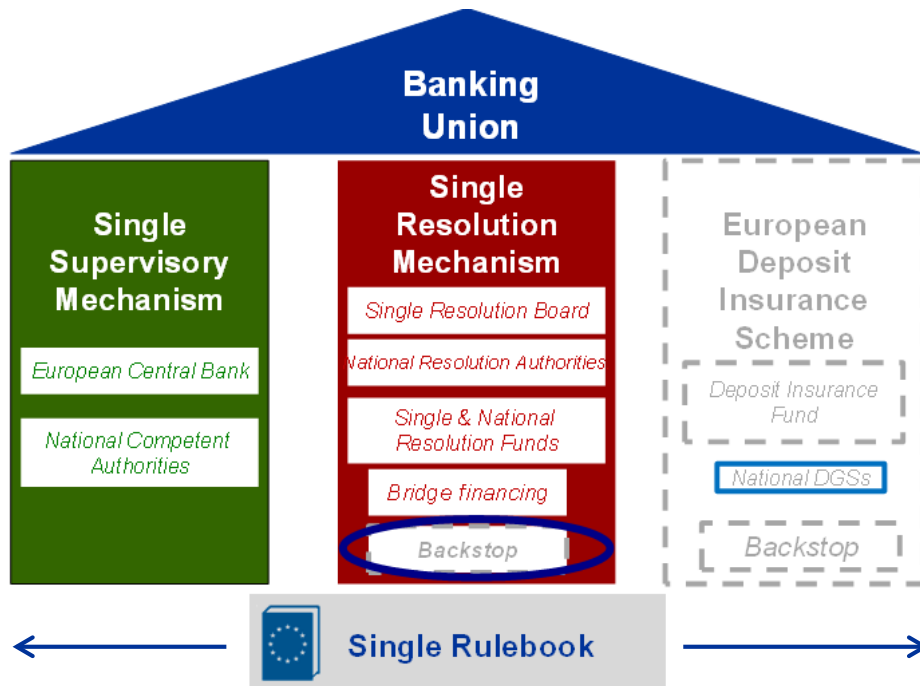 Banking
Union
Single
Supervisory
Mechanism
European Central Bank
National Competent
Authorities
Single
Resolution
Mechanism
Single Resolution Board
National Resolution Authorities
Single & National
Resolution Funds
Bridge financing
Backstop
European
Deposit
Insurance
Scheme
Deposit Insurance
Fund
National DGSs
Backstop
Single Rulebook